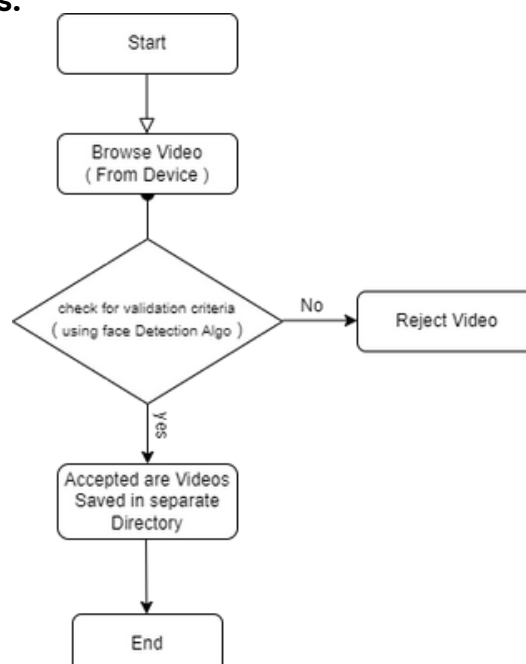 s.
Start
Browse Video
( From Device )
check for validation criteria
( using face Detection Algo )
No
Reject Video
yes
Accepted are Videos
Saved in separate
Directory
End